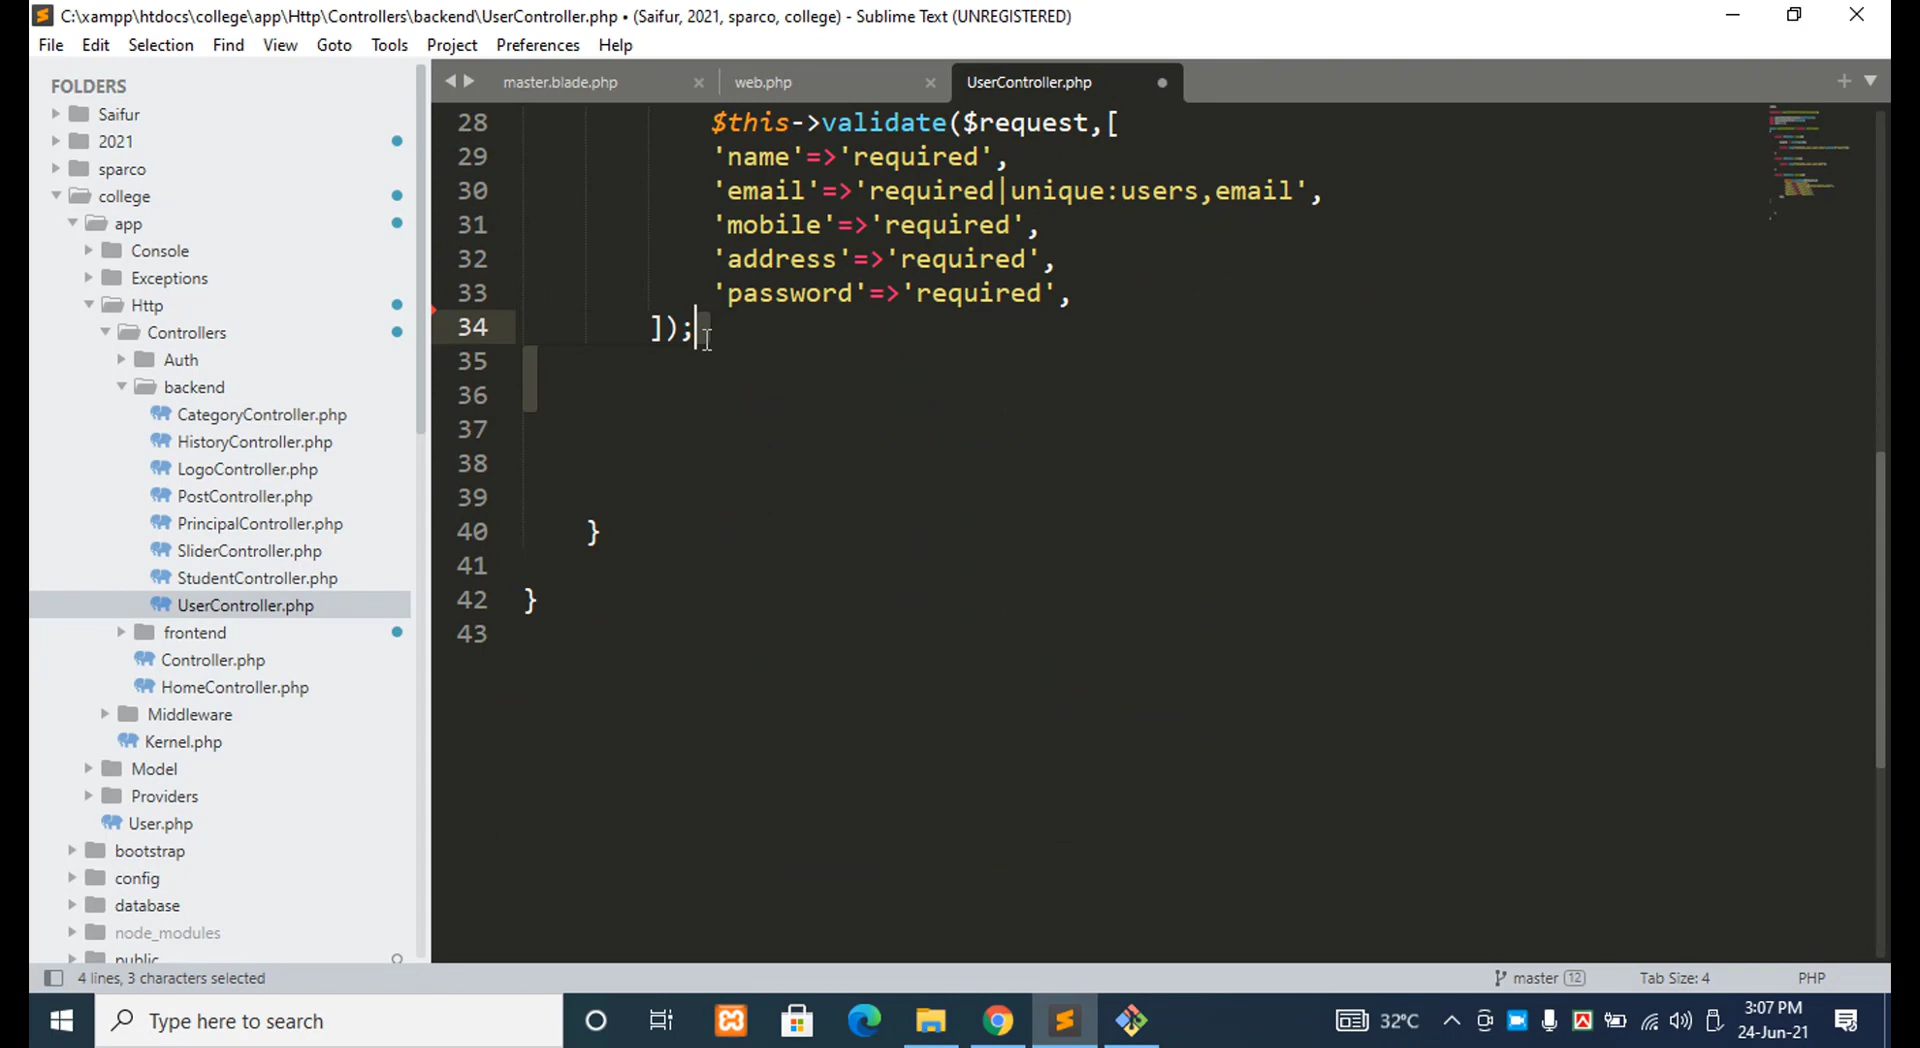 C:\xampp\htdocs\college\app\Http\Controllers\backend\UserController.php • (Saifur, 2021, sparco, college) - Sublime Text (UNREGISTERED)
File Edit Selection Find View Goto Tools Project Preferences Help
FOLDERS
Saifur
2021
sparco
college
app
Console
Exceptions
Http
Controllers
Auth
backend
CategoryController.php
HistoryController.php
LogoController.php
PostController.php
PrincipalController.php
SliderController.php
StudentController.php
UserController.php
frontend
Controller.php
HomeController.php
Middleware
Kernel.php
Model
Providers
User.php
bootstrap
config
database
node_modules
public
master.blade.php web.php UserController.php
28 $this->validate($request,[
29 'name'=>'required',
30 'email'=>'required|unique:users,email',
31 'mobile'=>'required',
32 'address'=>'required',
33 'password'=>'required',
34 ]);
35
36
37
38
39
40 }
41
42 }
43
4 lines, 3 characters selected master 12 Tab Size: 4 PHP
Type here to search 32°C 3:07 PM
24-Jun-21